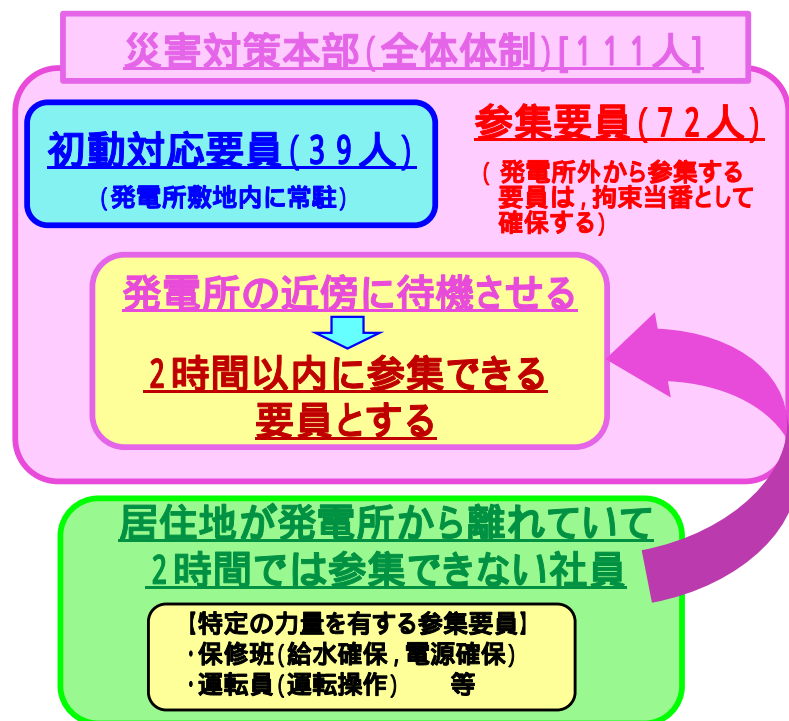 災害対策本部(全体体制)[111人]
初動対応要員(39人)
(発電所敷地内に常駐)
参集要員(72人)
( 発電所外から参集する
要員は,拘束当番として
確保する)
発電所の近傍に待機させる
2時間以内に参集できる
要員とする
居住地が発電所から離れていて
2時間では参集できない社員
【特定の力量を有する参集要員】
・保修班(給水確保,電源確保)
・運転員(運転操作)　等